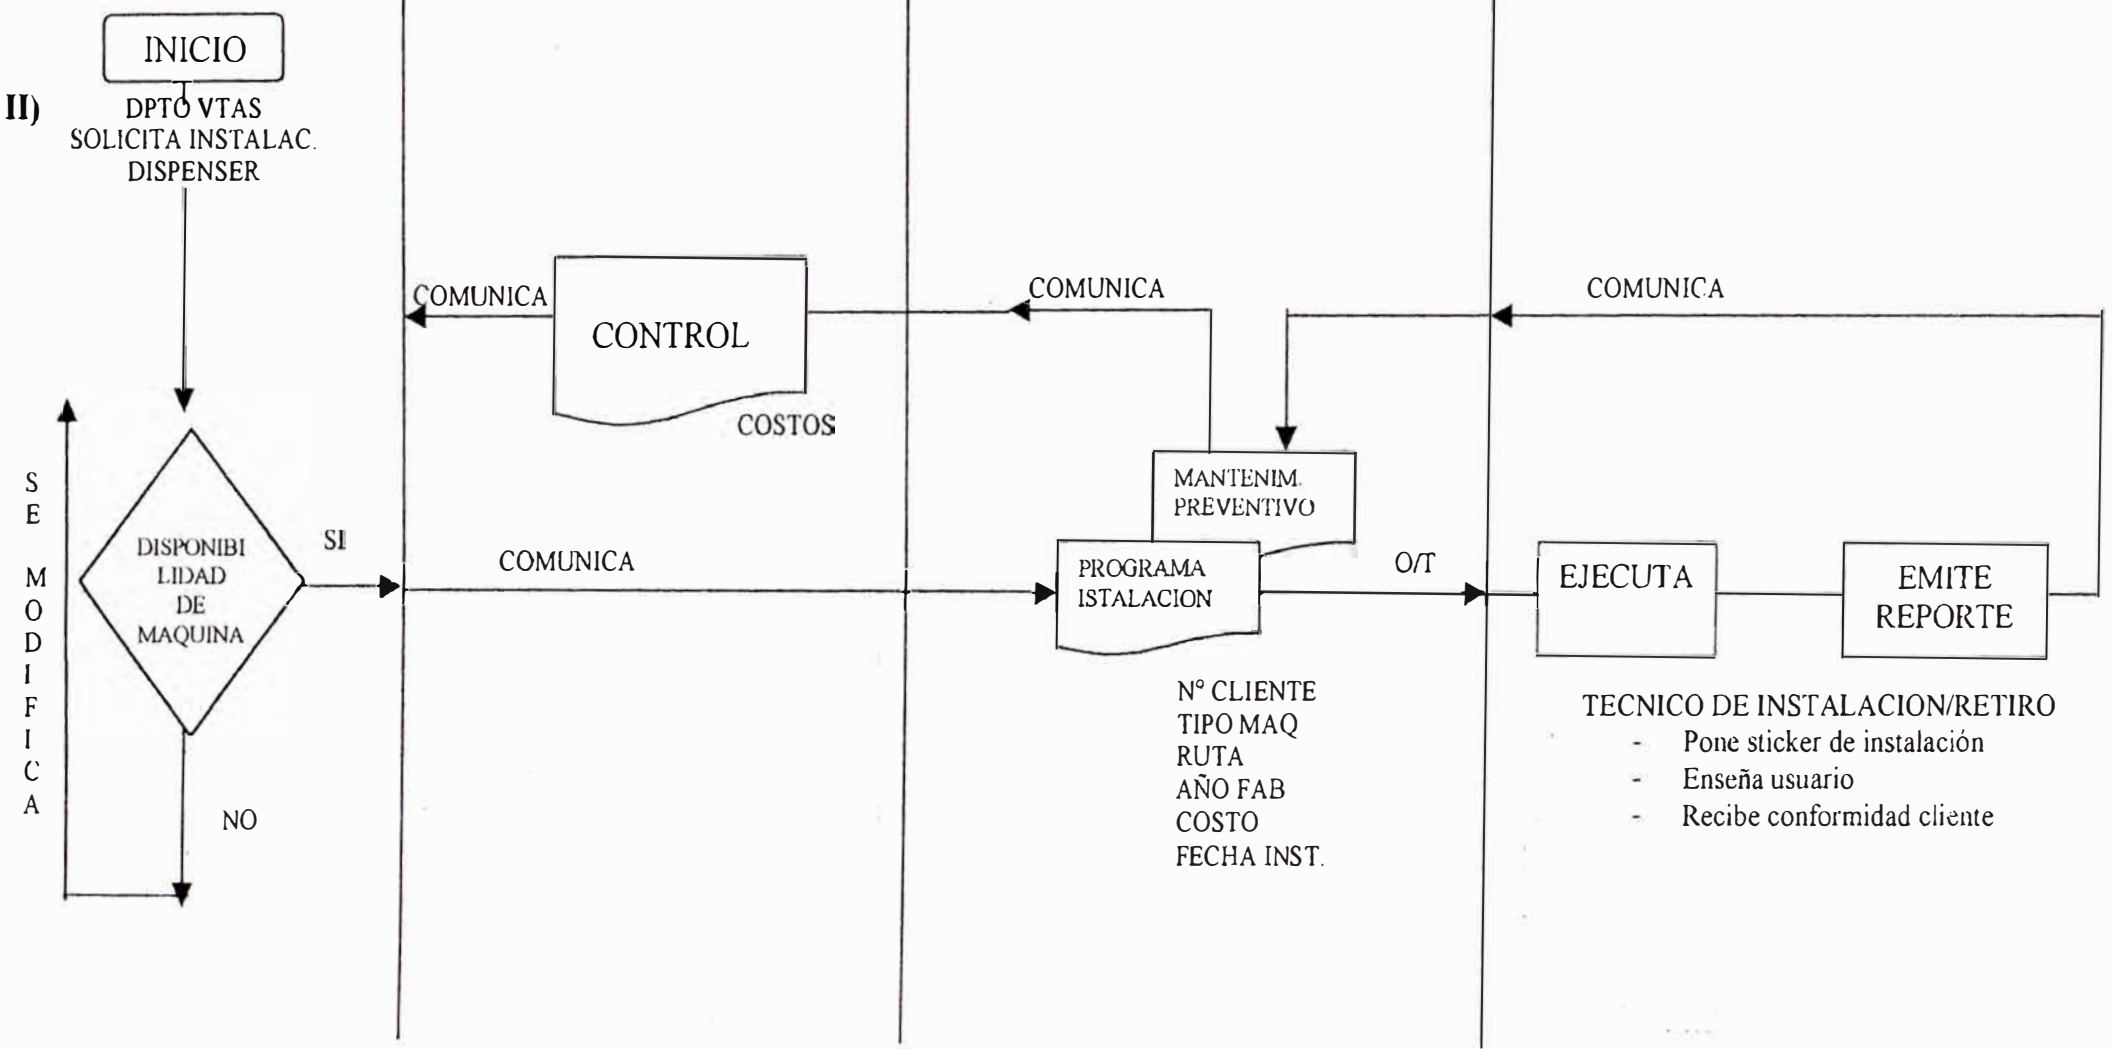 INICIO
II)
DPTO VTAS
SOLICITA INSTALAC.
DISPENSER
COMUNICA
CONTROL
COSTOS
COMUNICA
COMUNICA
MANTENIM.
PREVENTIVO
SE MODIFICA
DISPONIBI
LIDAD
DE
MAQUINA
SI
NO
COMUNICA
PROGRAMA
ISTALACION
O/T
EJECUTA
EMITE
REPORTE
Nº CLIENTE
TIPO MAQ
RUTA
AÑO FAB
COSTO
FECHA INST.
TECNICO DE INSTALACION/RETIRO
- Pone sticker de instalación
- Enseña usuario
- Recibe conformidad cliente